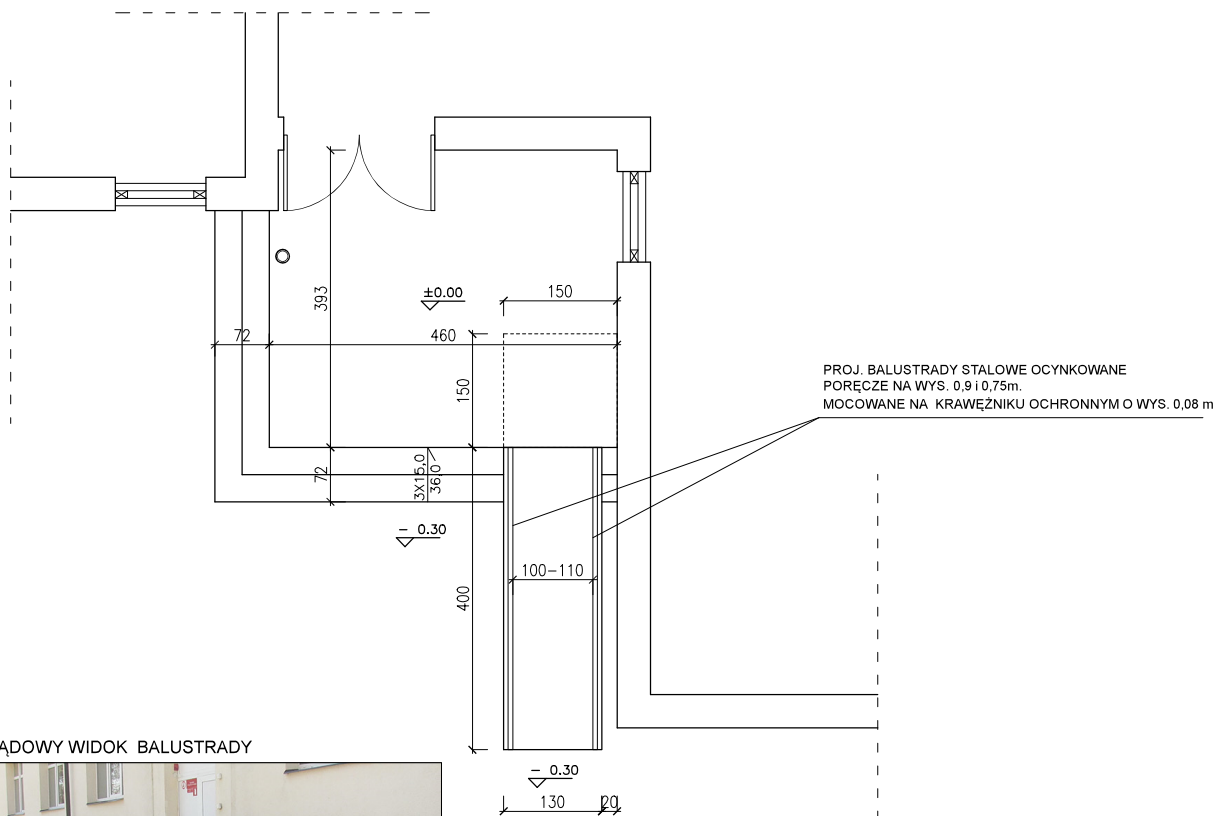 393
±0.00
150
72
460
150
PROJ. BALUSTRADY STALOWE OCYNKOWANE
PORĘCZE NA WYS. 0,9 i 0,75m.
MOCOWANE NA KRAWĘŻNIKU OCHRONNYM O WYS. 0,08 m
72
3X15,0
36,0
- 0.30
100-110
400
WIDOK BALUSTRADY
- 0.30
130
20